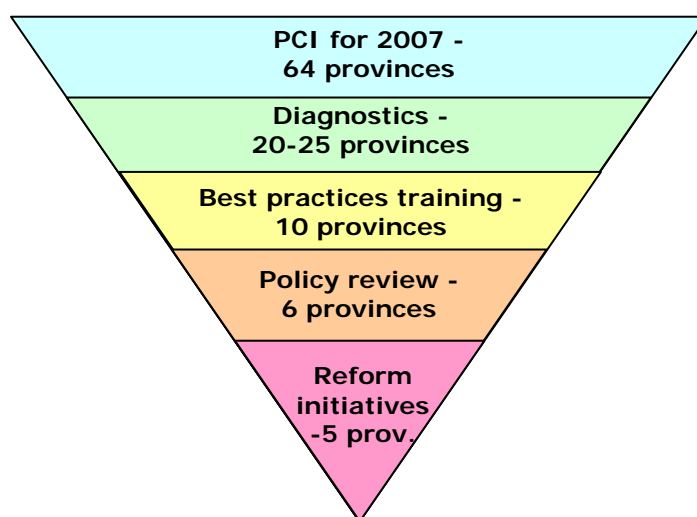 PCI for 2007 -
64 provinces
Diagnostics -
20-25 provinces
Best practices training -
10 provinces
Policy review -
6 provinces
Reform
initiatives
-5 prov.